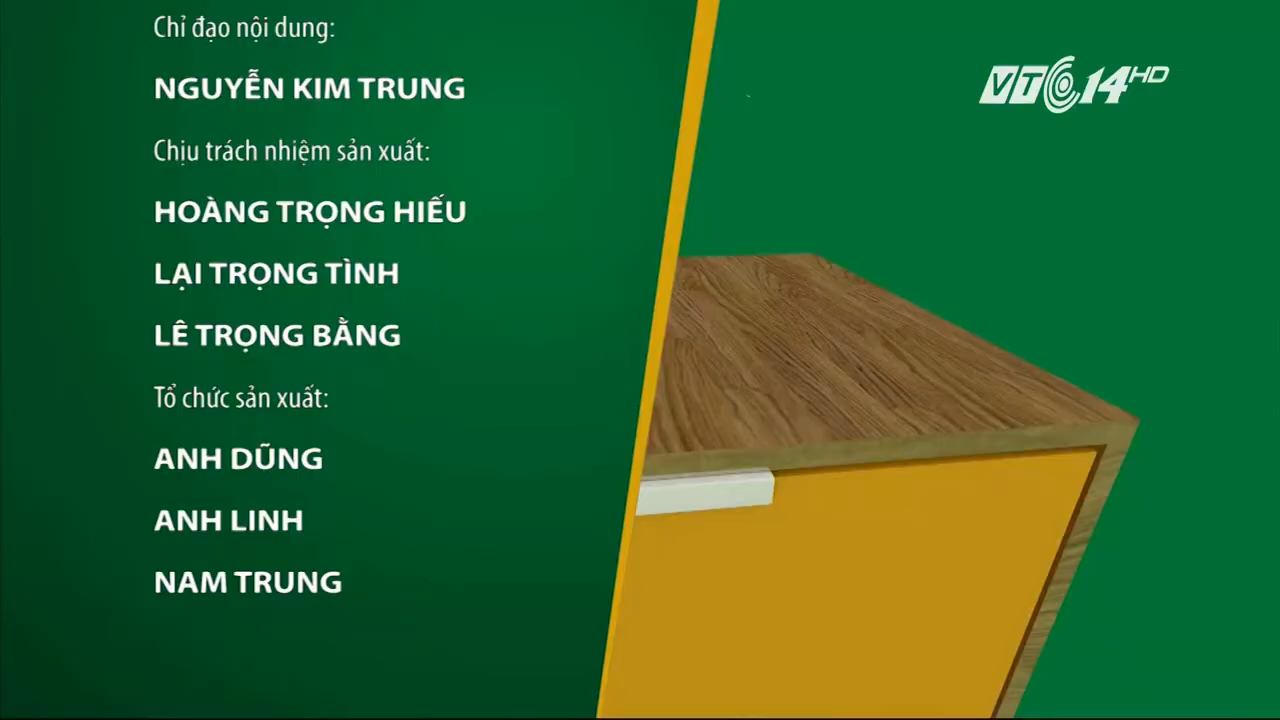 Chỉ đạo nội dung:
NGUYỄN KIM TRUNG
Chịu trách nhiệm sản xuất:
HOÀNG TRỌNG HIẾU
LẠI TRỌNG TÌNH
LÊ TRỌNG BẰNG
Tổ chức sản xuất:
ANH DŨNG
ANH LINH
NAM TRUNG
VTC14HD